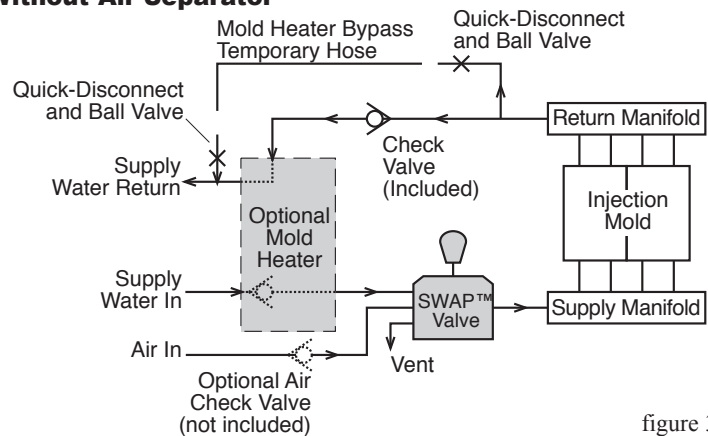 Without Air Separator
Mold Heater Bypass
Temporary Hose
Quick-Disconnect
and Ball Valve
Quick-Disconnect
and Ball Valve
Return Manifold
Check
Valve
(Included)
Supply
Water Return
Injection
Mold
Optional
Mold
Heater
Supply
Water In
SWAP™
Valve
Supply Manifold
Air In
Vent
Optional Air
Check Valve
(not included)
figure